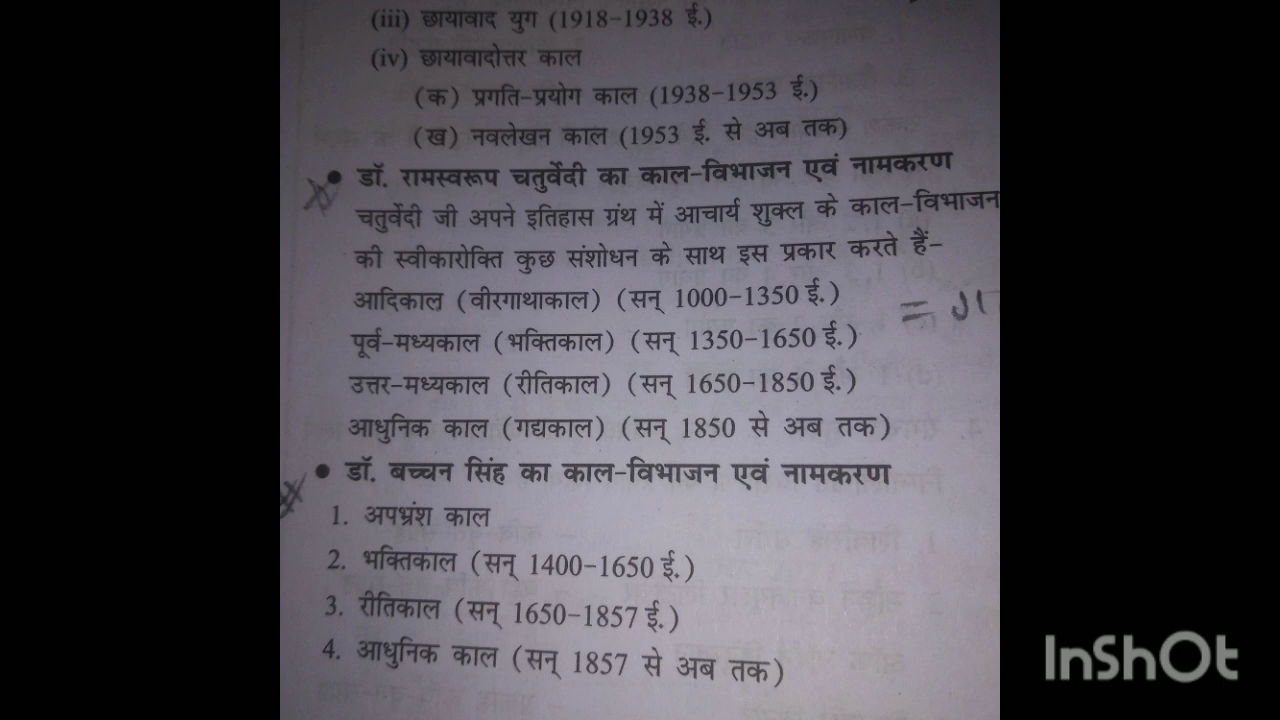 (iii) छायावाद युग (1918-1938 ई.)
(iv) छायावादोत्तर काल
(क) प्रगति-प्रयोग काल (1938-1953 ई.)
(ख) नवलेखन काल (1953 ई. से अब तक)
• डॉ. रामस्वरूप चतुर्वेदी का काल-विभाजन एवं नामकरण
चतुर्वेदी जी अपने इतिहास ग्रंथ में आचार्य शुक्ल के काल-विभाजन
की स्वीकारोक्ति कुछ संशोधन के साथ इस प्रकार करते हैं-
आदिकाल (वीरगाथाकाल) (सन् 1000-1350 ई.)
पूर्व-मध्यकाल (भक्तिकाल) (सन् 1350-1650 ई.)
उत्तर-मध्यकाल (रीतिकाल) (सन् 1650-1850 ई.)
आधुनिक काल (गद्यकाल) (सन् 1850 से अब तक)
• डॉ. बच्चन सिंह का काल-विभाजन एवं नामकरण
1. अपभ्रंश काल
2. भक्तिकाल (सन् 1400-1650 ई.)
3. रीतिकाल (सन् 1650-1857 ई.)
4. आधुनिक काल (सन् 1857 से अब तक)
InShOt